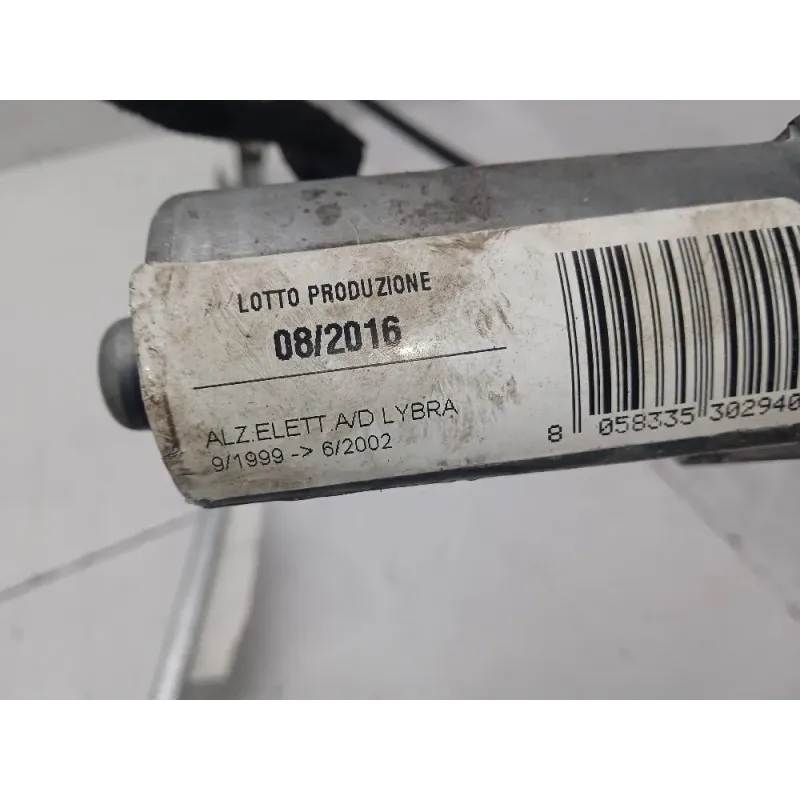 LOTTO PRODUZIONE
08/2016
ALZ.ELETT.A/D LYBRA
9/1999 -> 6/2002
8 058335 302940